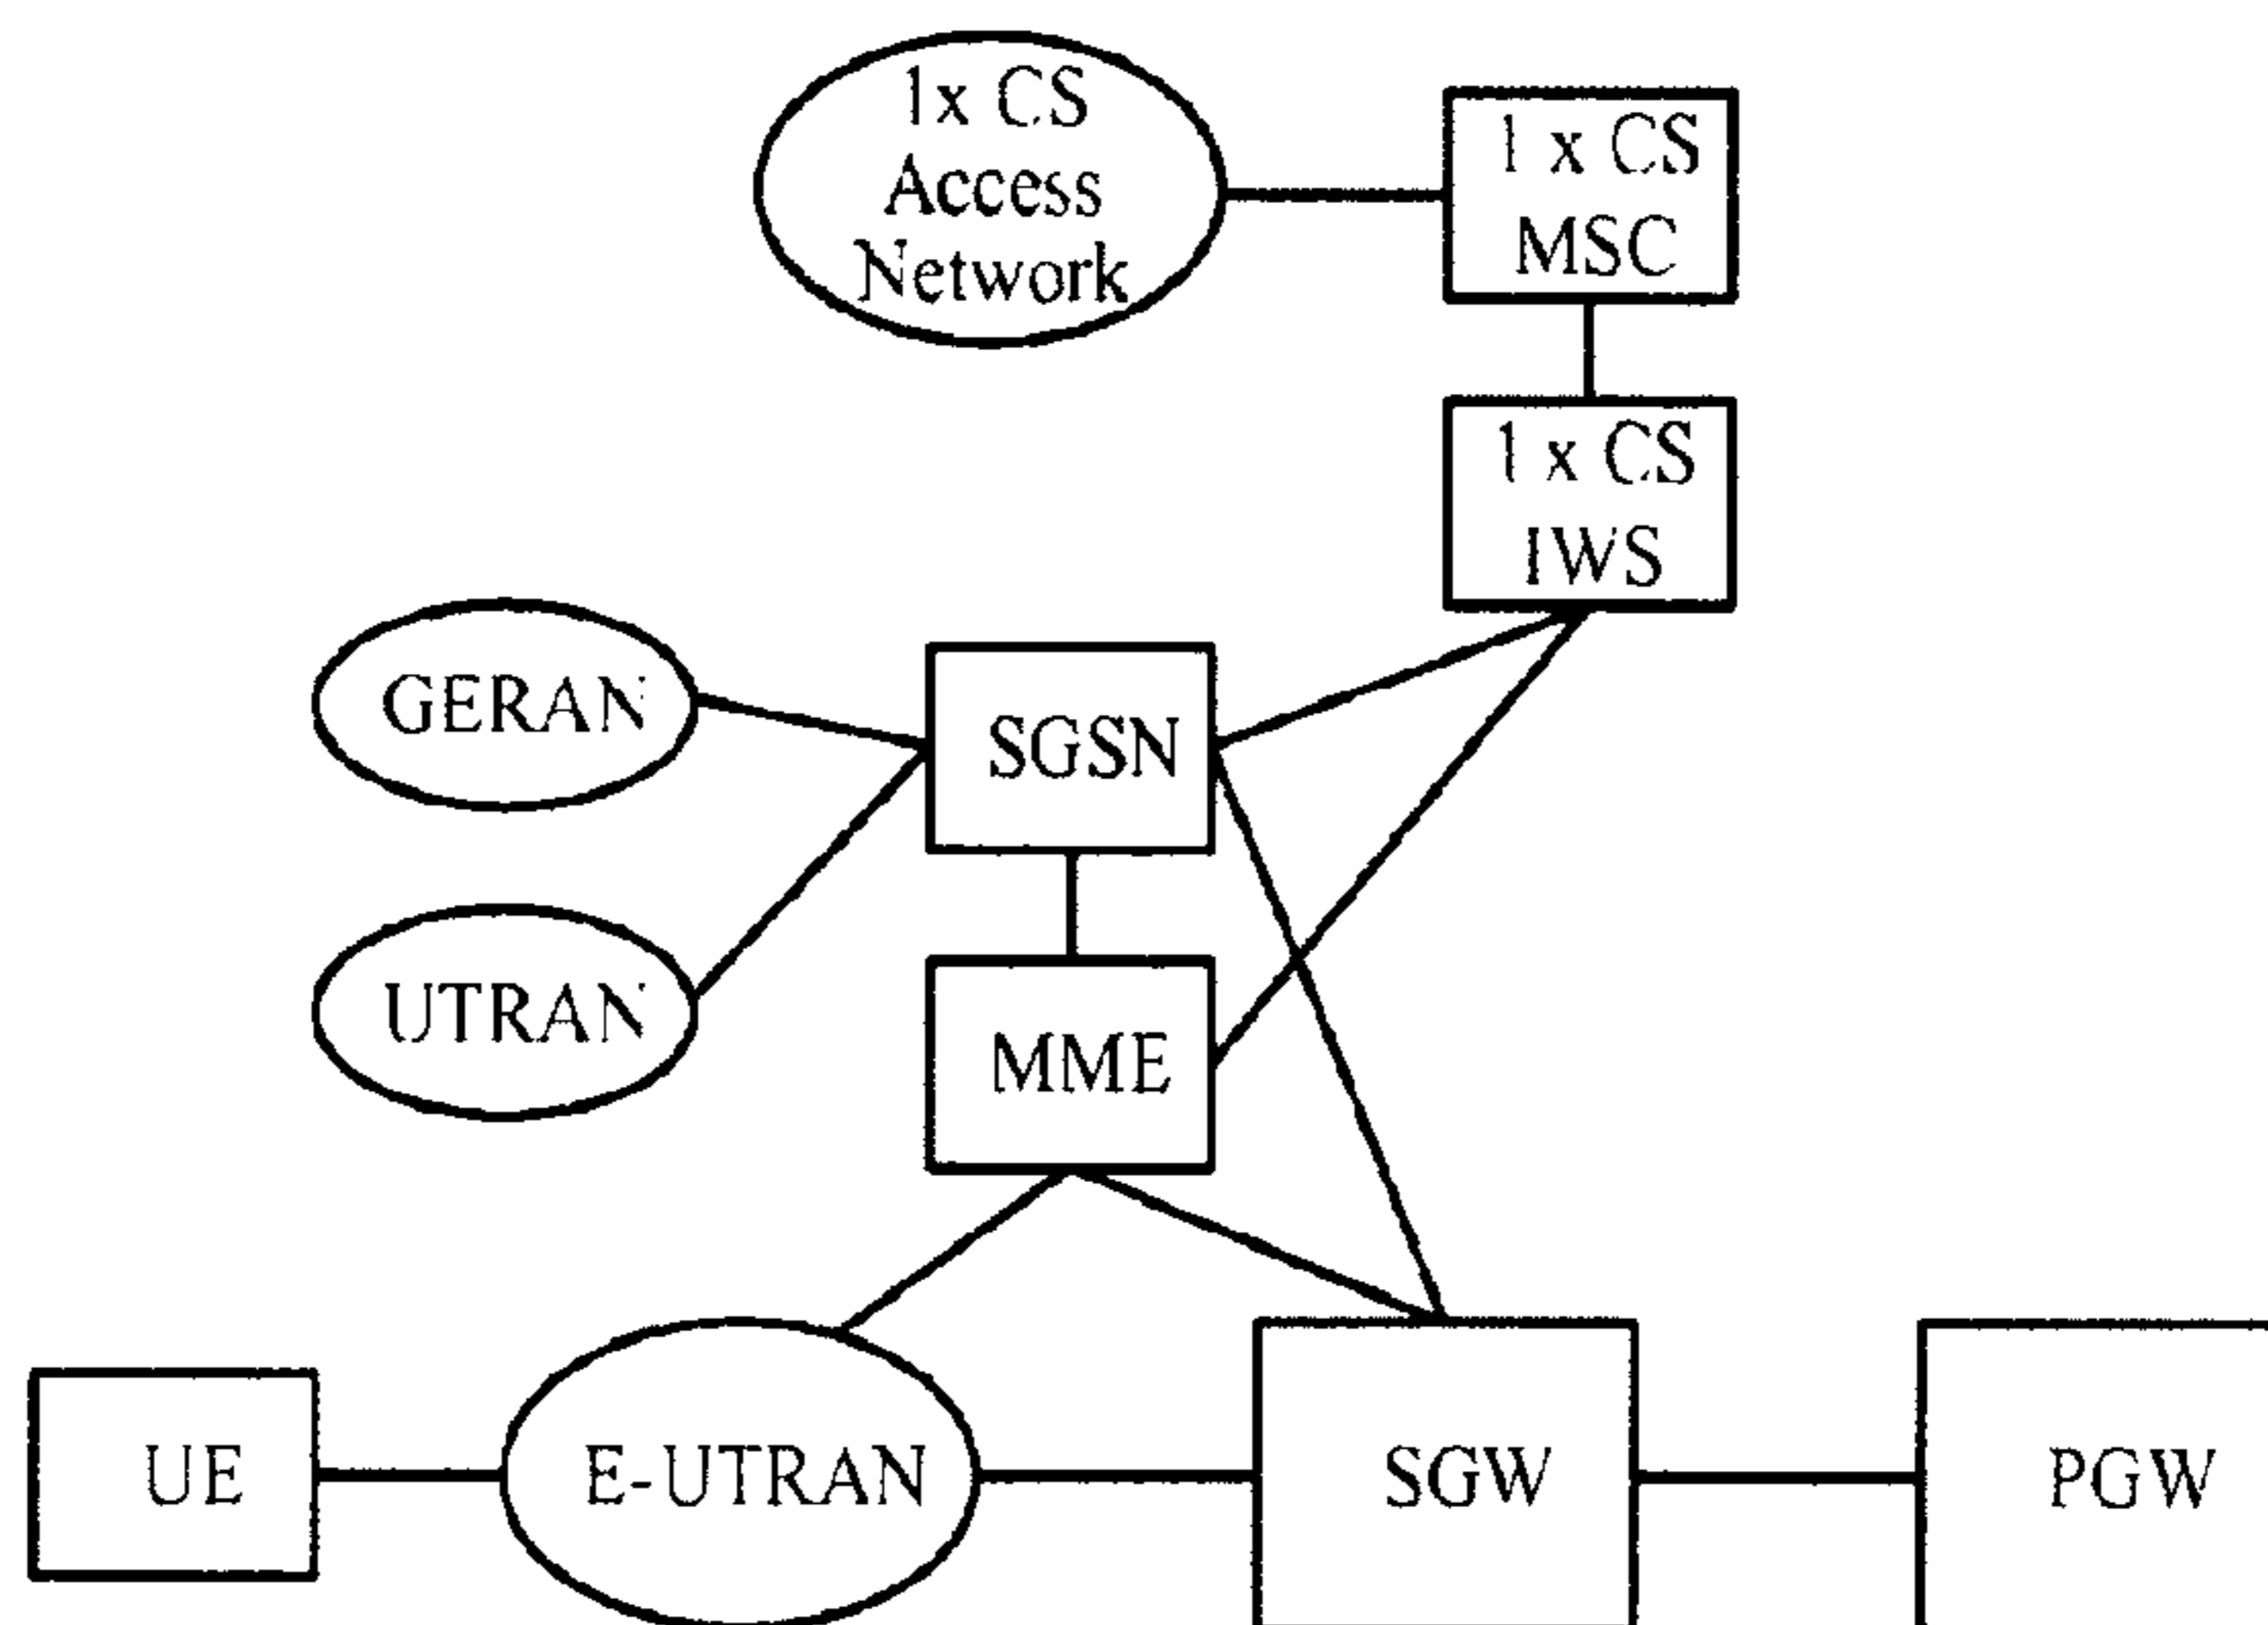 1x CS
Access
Network
1 x CS
MSC
1 x CS
IWS
GERAN
SGSN
UTRAN
MME
UE
E-UTRAN
SGW
PGW